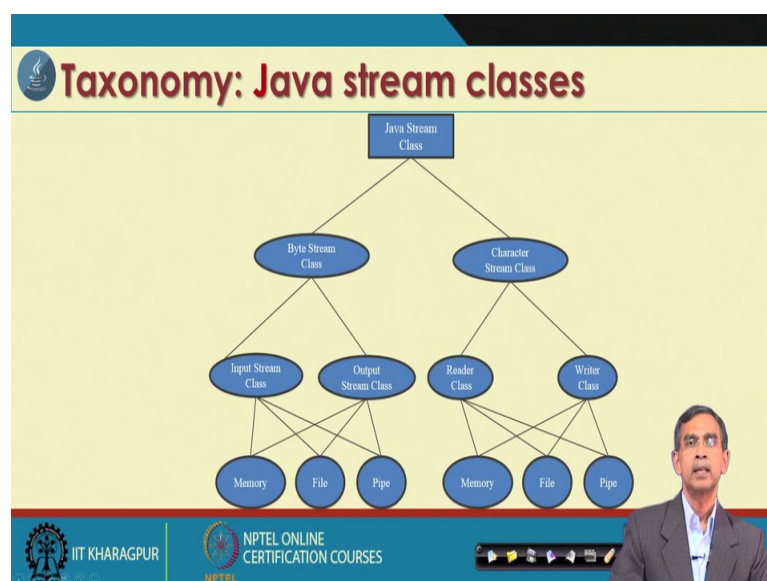 Taxonomy: Java stream classes
Java Stream
Class
Byte Stream
Class
Character
Stream Class
Input Stream
Class
Output
Stream Class
Reader
Class
Writer
Class
Memory
File
Pipe
Memory
File
Pipe
IIT KHARAGPUR
NPTEL
NPTEL ONLINE
CERTIFICATION COURSES